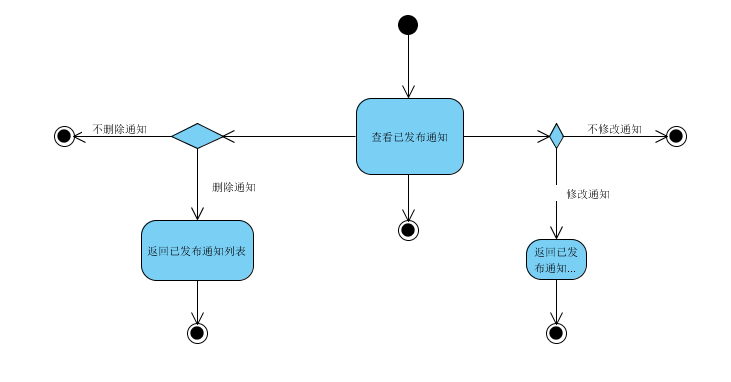 不删除通知
查看已发布通知
不修改通知
删除通知
修改通知
返回已发布通知列表
返回已发
布通知...